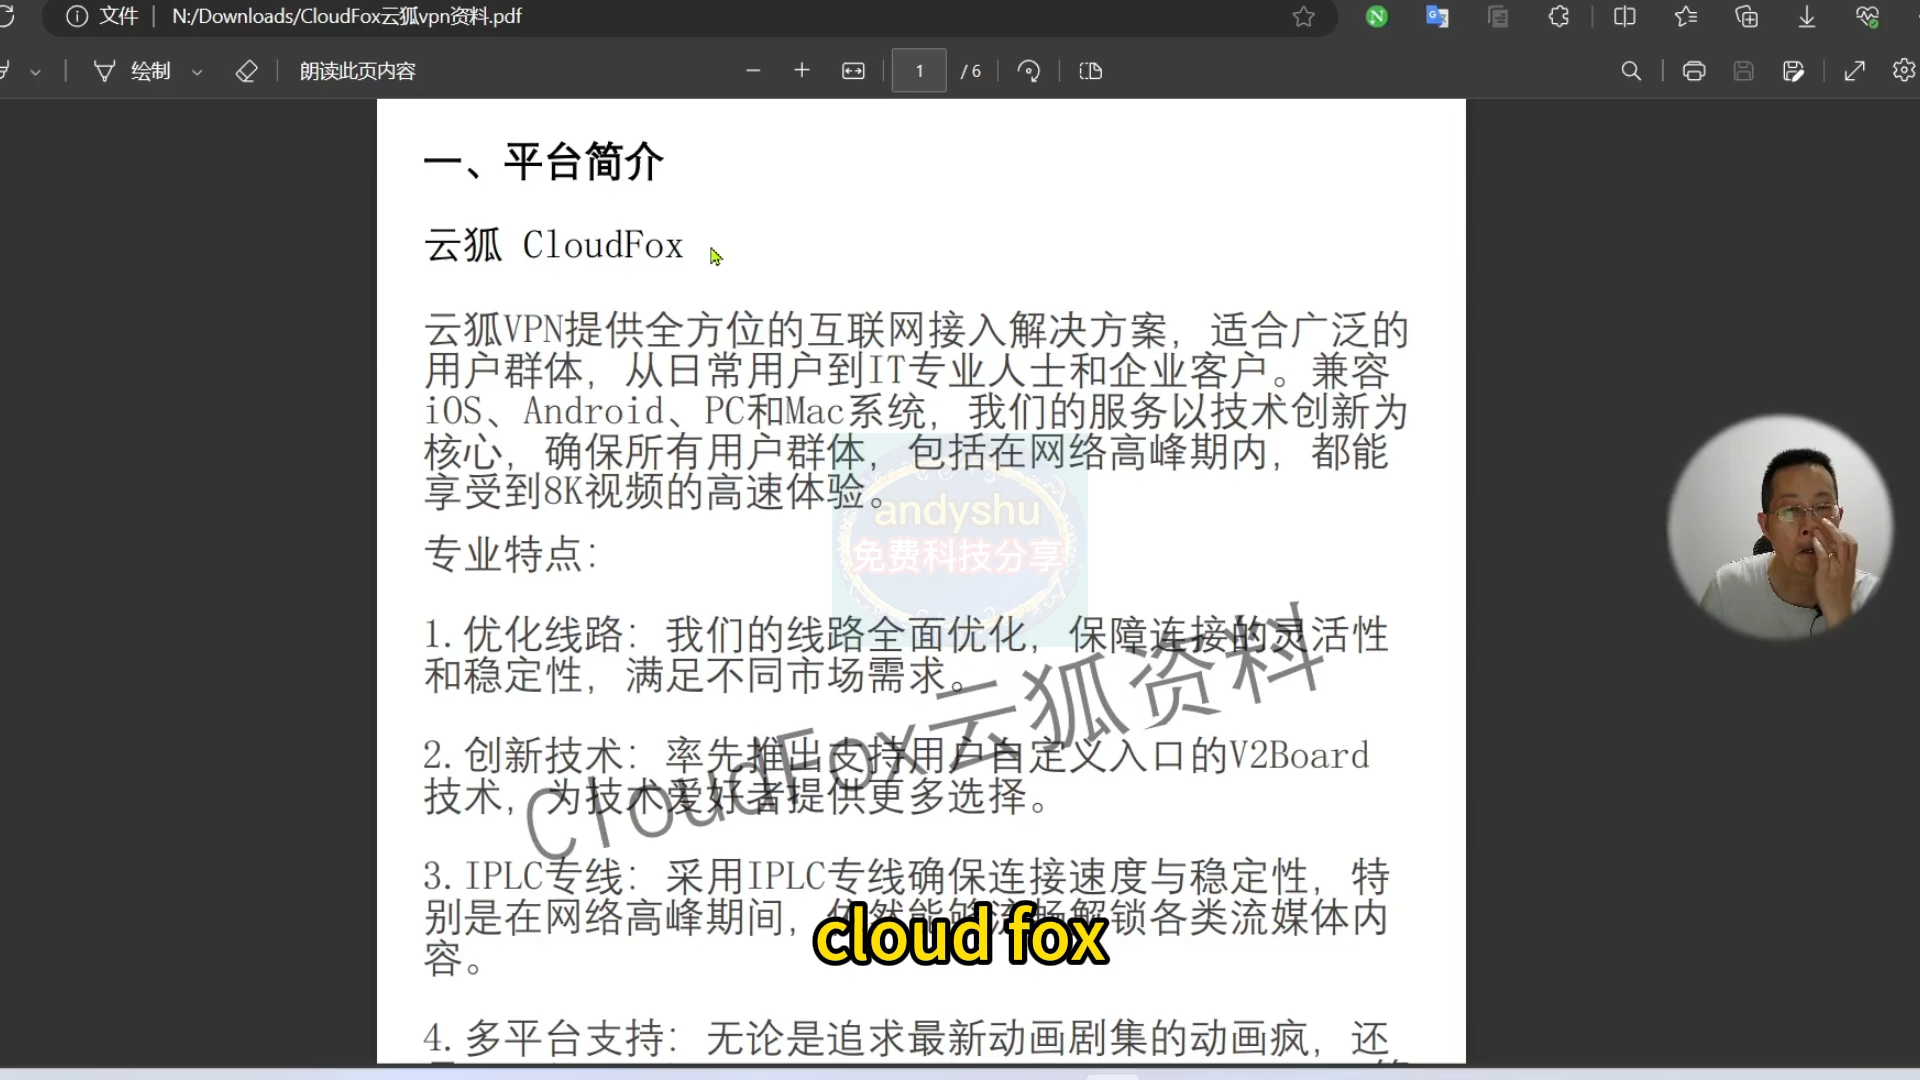 文件
N:/Downloads/CloudFox云狐vpn资料.pdf
绘制
朗读此页内容
1
/ 6
一、平台简介
云狐 CloudFox
云狐VPN提供全方位的互联网接入解决方案，适合广泛的
用户群体，从日常用户到IT专业人士和企业客户。兼容
iOS、Android、PC和Mac系统，我们的服务以技术创新为
核心，确保所有用户群体，包括在网络高峰期内，都能
享受到8K视频的高速体验。
andyshu
免费科技分享
专业特点：
1.优化线路：我们的线路全面优化，保障连接的灵活性
和稳定性，满足不同市场需求。
CloudFox云狐资料
2.创新技术：率先推出支持用户自定义入口的V2Board
技术，为技术爱好者提供更多选择。
3.IPLC专线：采用IPLC专线确保连接速度与稳定性，特
别是在网络高峰期间，依然能够流畅解锁各类流媒体内
容。
cloud fox
4.多平台支持：无论是追求最新动画剧集的动画疯，还